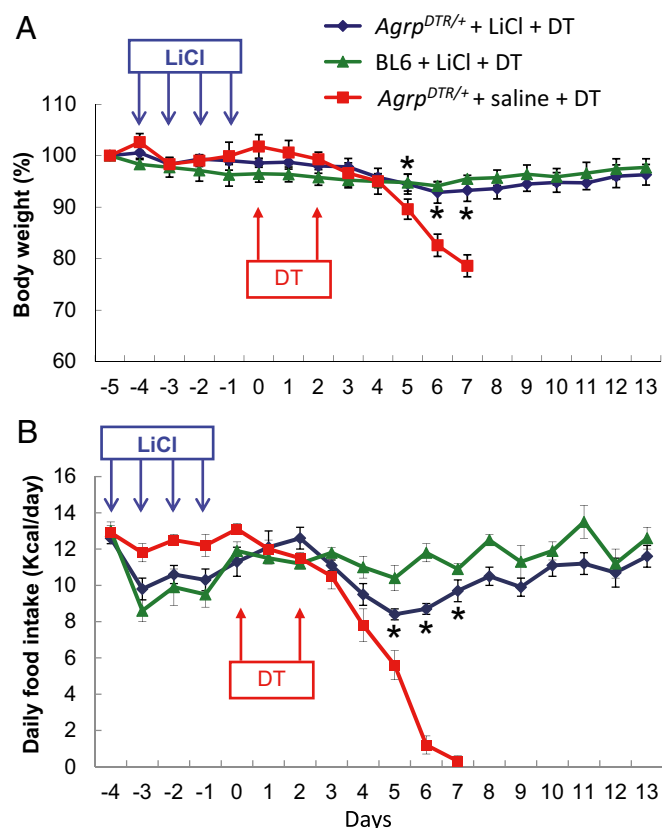 A
Agrp^DTR/+ + LiCl + DT
BL6 + LiCl + DT
Agrp^DTR/+ + saline + DT
LiCl
Body weight (%)
110
100
90
80
70
60
*
* *
DT
-5 -4 -3 -2 -1 0 1 2 3 4 5 6 7 8 9 10 11 12 13
B
LiCl
Daily food intake (Kcal/day)
16
14
12
10
8
6
4
2
0
* * *
DT
-4 -3 -2 -1 0 1 2 3 4 5 6 7 8 9 10 11 12 13
Days